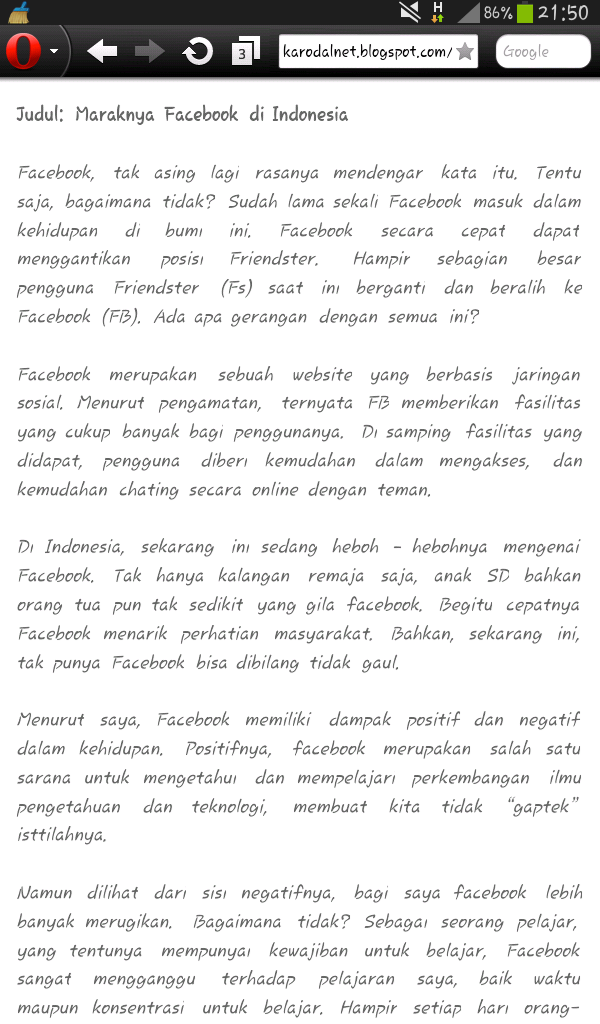 86% 21:50
3 karodalnet.blogspot.com/ Google
Judul: Maraknya Facebook di Indonesia
Facebook, tak asing lagi rasanya mendengar kata itu. Tentu
saja, bagaimana tidak? Sudah lama sekali Facebook masuk dalam
kehidupan di bumi ini. Facebook secara cepat dapat
menggantikan posisi Friendster. Hampir sebagian besar
pengguna Friendster (Fs) saat ini berganti dan beralih ke
Facebook (FB). Ada apa gerangan dengan semua ini?
Facebook merupakan sebuah website yang berbasis jaringan
sosial. Menurut pengamatan, ternyata FB memberikan fasilitas
yang cukup banyak bagi penggunanya. Di samping fasilitas yang
didapat, pengguna diberi kemudahan dalam mengakses, dan
kemudahan chating secara online dengan teman.
Di Indonesia, sekarang ini sedang heboh - hebohnya mengenai
Facebook. Tak hanya kalangan remaja saja, anak SD bahkan
orang tua pun tak sedikit yang gila facebook. Begitu cepatnya
Facebook menarik perhatian masyarakat. Bahkan, sekarang ini,
tak punya Facebook bisa dibilang tidak gaul.
Menurut saya, Facebook memiliki dampak positif dan negatif
dalam kehidupan. Positifnya, facebook merupakan salah satu
sarana untuk mengetahui dan mempelajari perkembangan ilmu
pengetahuan dan teknologi, membuat kita tidak “gaptek”
isttilahnya.
Namun dilihat dari sisi negatifnya, bagi saya facebook lebih
banyak merugikan. Bagaimana tidak? Sebagai seorang pelajar,
yang tentunya mempunyai kewajiban untuk belajar, Facebook
sangat mengganggu terhadap pelajaran saya, baik waktu
maupun konsentrasi untuk belajar. Hampir setiap hari orang-